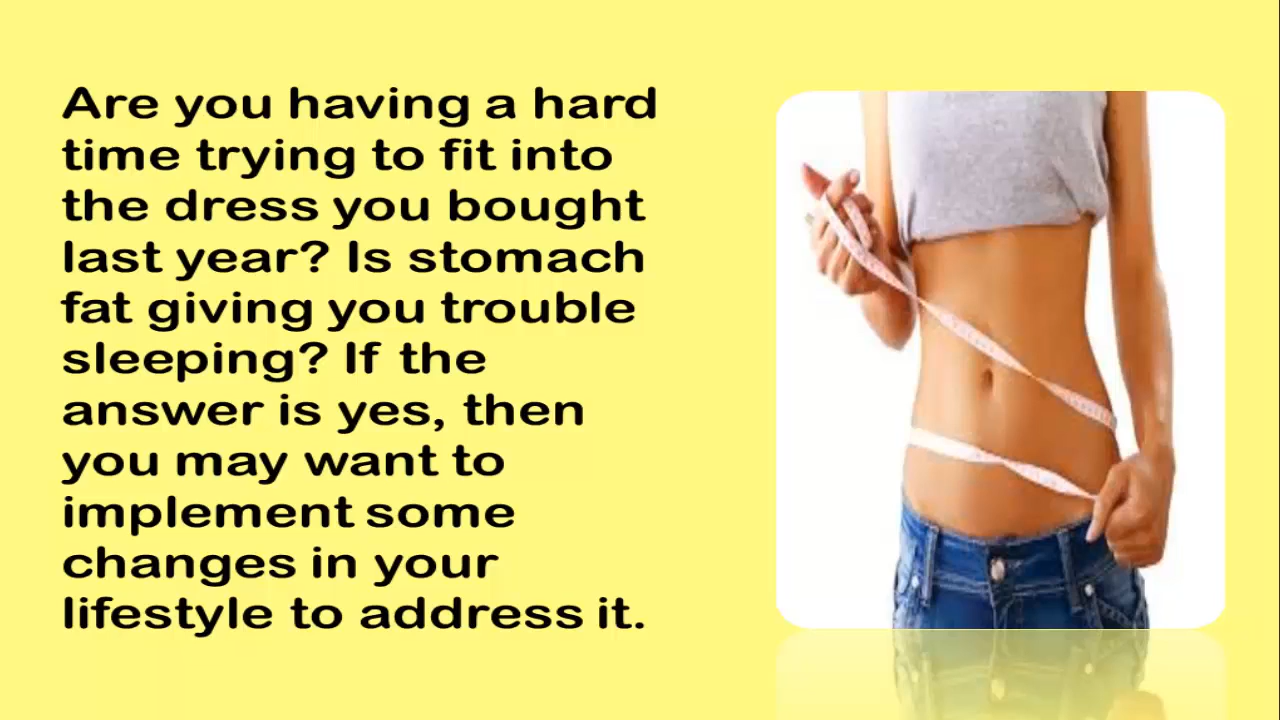 Are you having a hard
time trying to fit into
the dress you bought
last year? Is stomach
fat giving you trouble
sleeping? If the
answer is yes, then
you may want to
implement some
changes in your
lifestyle to address it.